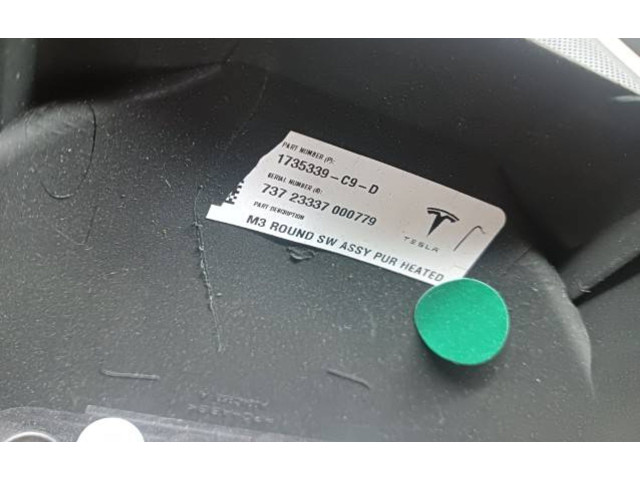 PART NUMBER (P):
1735339-C9-D
SERIAL NUMBER (S):
737 23337 000779
PART DESCRIPTION
M3 ROUND SW ASSY PUR HEATED
TESLA